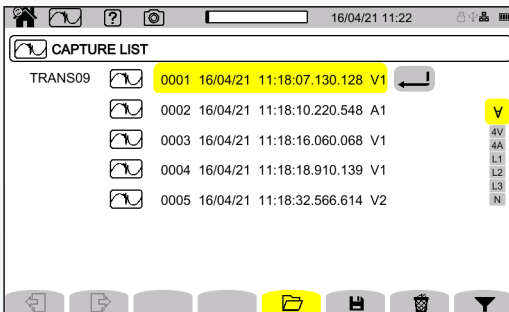 ? 16/04/21 11:22
CAPTURE LIST
TRANS09 0001 16/04/21 11:18:07.130.128 V1
0002 16/04/21 11:18:10.220.548 A1
0003 16/04/21 11:18:16.060.068 V1
0004 16/04/21 11:18:18.910.139 V1
0005 16/04/21 11:18:32.566.614 V2
∀
4V
4A
L1
L2
L3
N